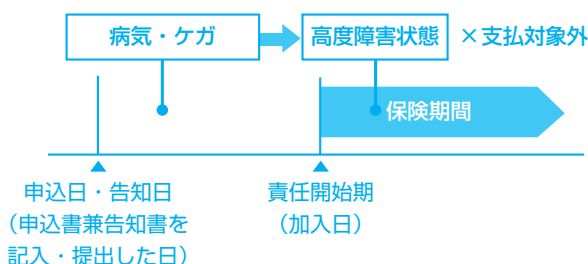 病気・ケガ
高度障害状態
×支払対象外
保険期間
申込日・告知日
（申込書兼告知書を
記入・提出した日）
責任開始期
（加入日）